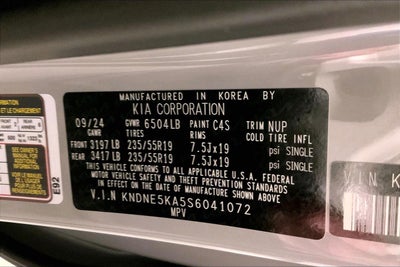 MANUFACTURED IN KOREA BY
KIA CORPORATION
09/24 GVWR 6504LB PAINT C4S TRIM NUP
GAWR TIRES RIMS COLD TIRE INFL
FRONT 3197 LB 235/55R19 7.5Jx19 psi SINGLE
REAR 3417 LB 235/55R19 7.5Jx19 psi SINGLE
THIS VEHICLE CONFORMS TO ALL APPLICABLE U.S.A. FEDERAL
MOTOR VEHICLE SAFETY AND THEFT PREVENTION STANDARDS
IN EFFECT ON THE DATE OF MANUFACTURE SHOWN ABOVE.
V.I.N KNDNE5KA5S6041072
MPV
E92
V.I.N K